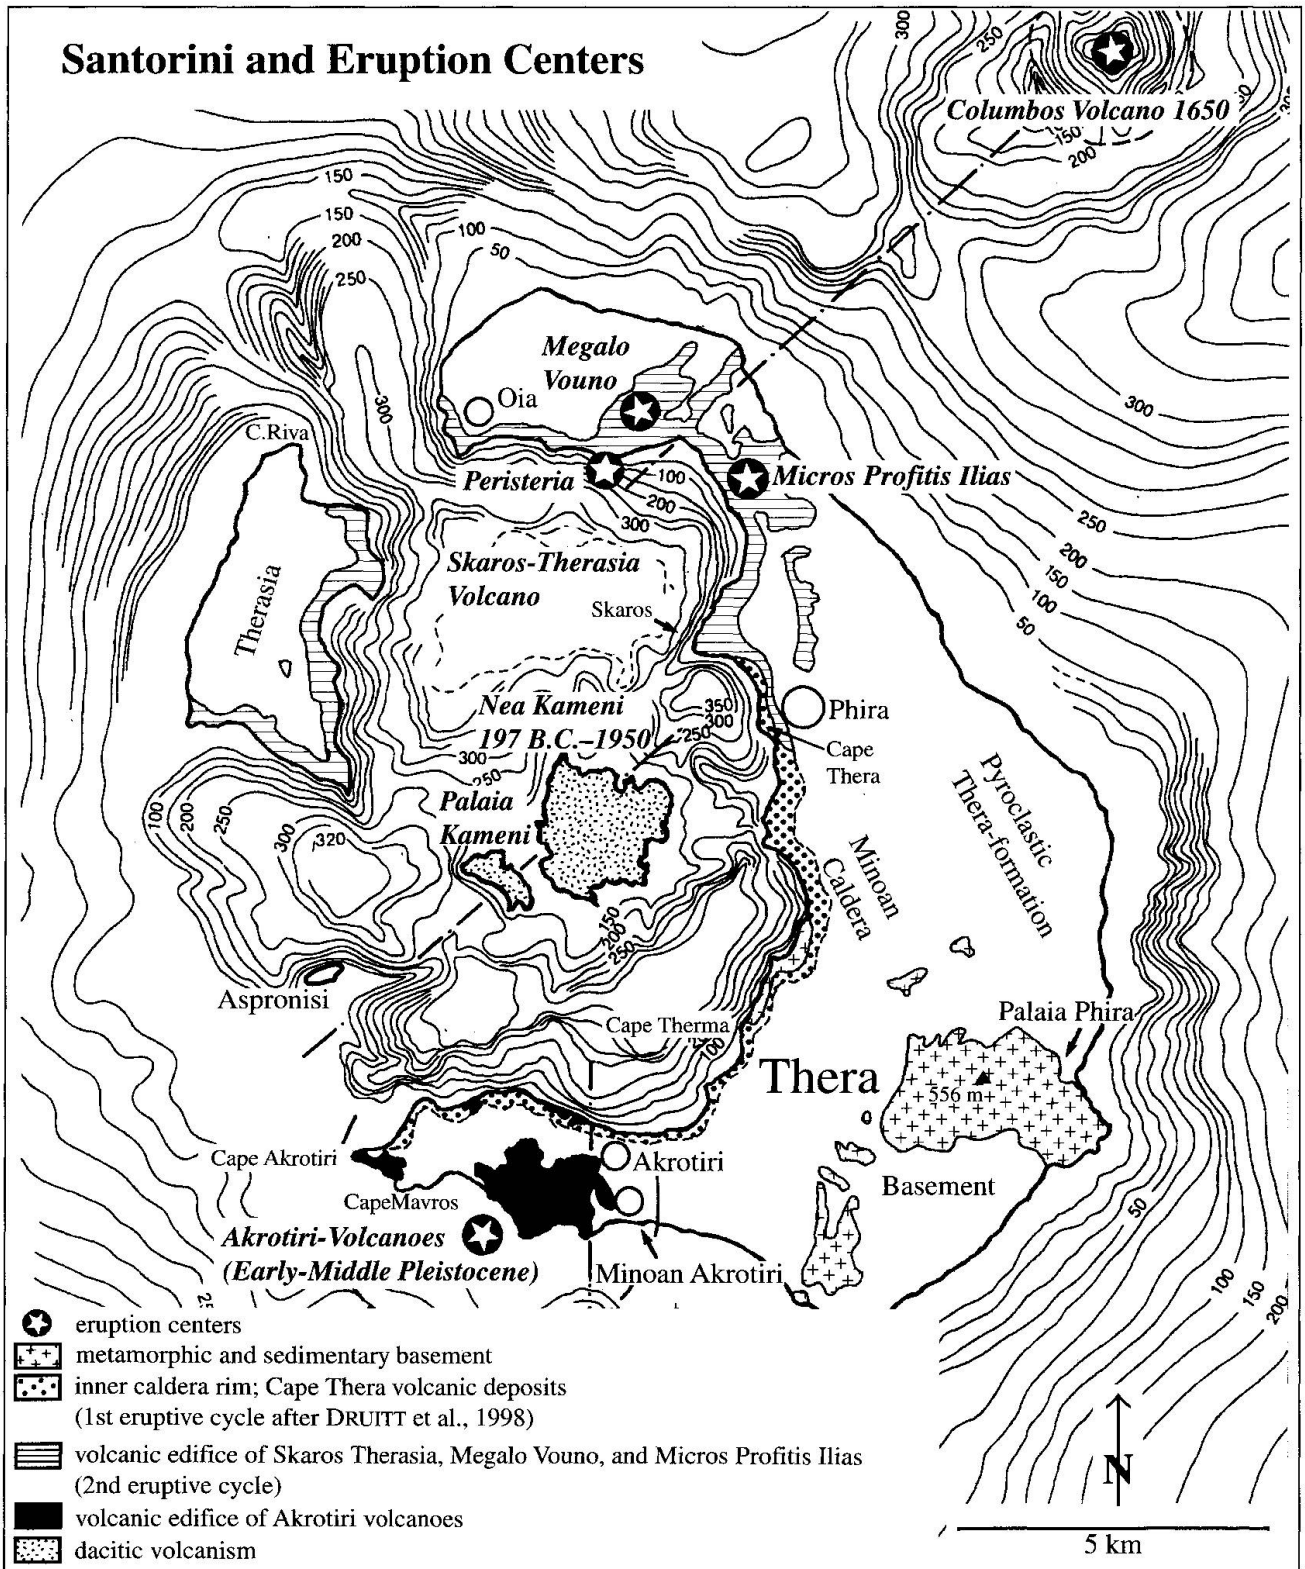 Santorini and Eruption Centers
300
250
Columbos Volcano 1650
50
150
200
150
150
200
250
100
50
300
300
Megalo
Vouno
Oia
C.Riva
Peristeria
100
200
300
Micros Profitis Ilias
250
200
150
100
50
Skaros-Therasia
Volcano
Skaros
Therasia
Nea Kameni
197 B.C.–1950
350
300
250
Phira
Cape
Thera
300
250
Palaia
Kameni
100
200
250
300
320
Pyroclastic
Thera-formation
Minoan
Caldera
150
200
250
Aspronisi
Cape Therma
100
Palaia Phira
Thera
556 m
Cape Akrotiri
Akrotiri
Basement
CapeMavros
50
Akrotiri-Volcanoes
(Early-Middle Pleistocene)
Minoan Akrotiri
100
150
200
eruption centers
metamorphic and sedimentary basement
inner caldera rim; Cape Thera volcanic deposits
(1st eruptive cycle after DRUITT et al., 1998)
volcanic edifice of Skaros Therasia, Megalo Vouno, and Micros Profitis Ilias
(2nd eruptive cycle)
volcanic edifice of Akrotiri volcanoes
dacitic volcanism
N
5 km